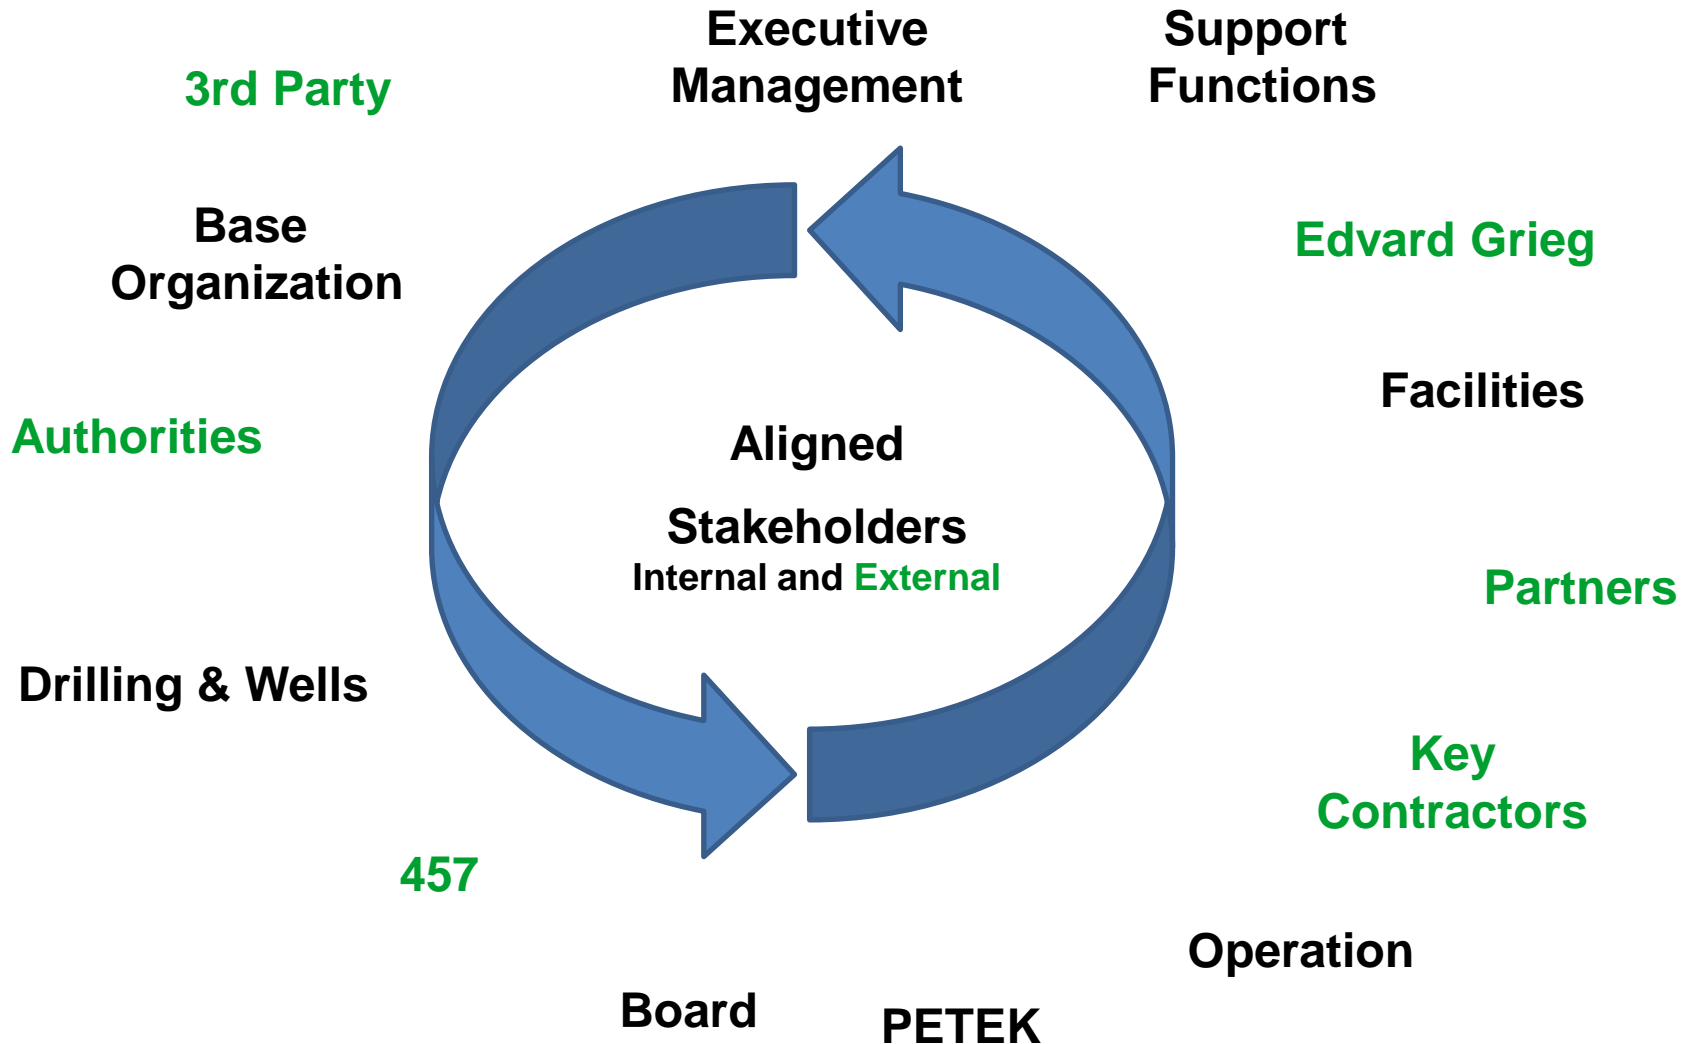 Executive
Management
Support
Functions
3rd Party
Base
Organization
Edvard Grieg
Facilities
Authorities
Aligned
Stakeholders
Internal and External
Partners
Drilling & Wells
Key
Contractors
457
Operation
Board
PETEK